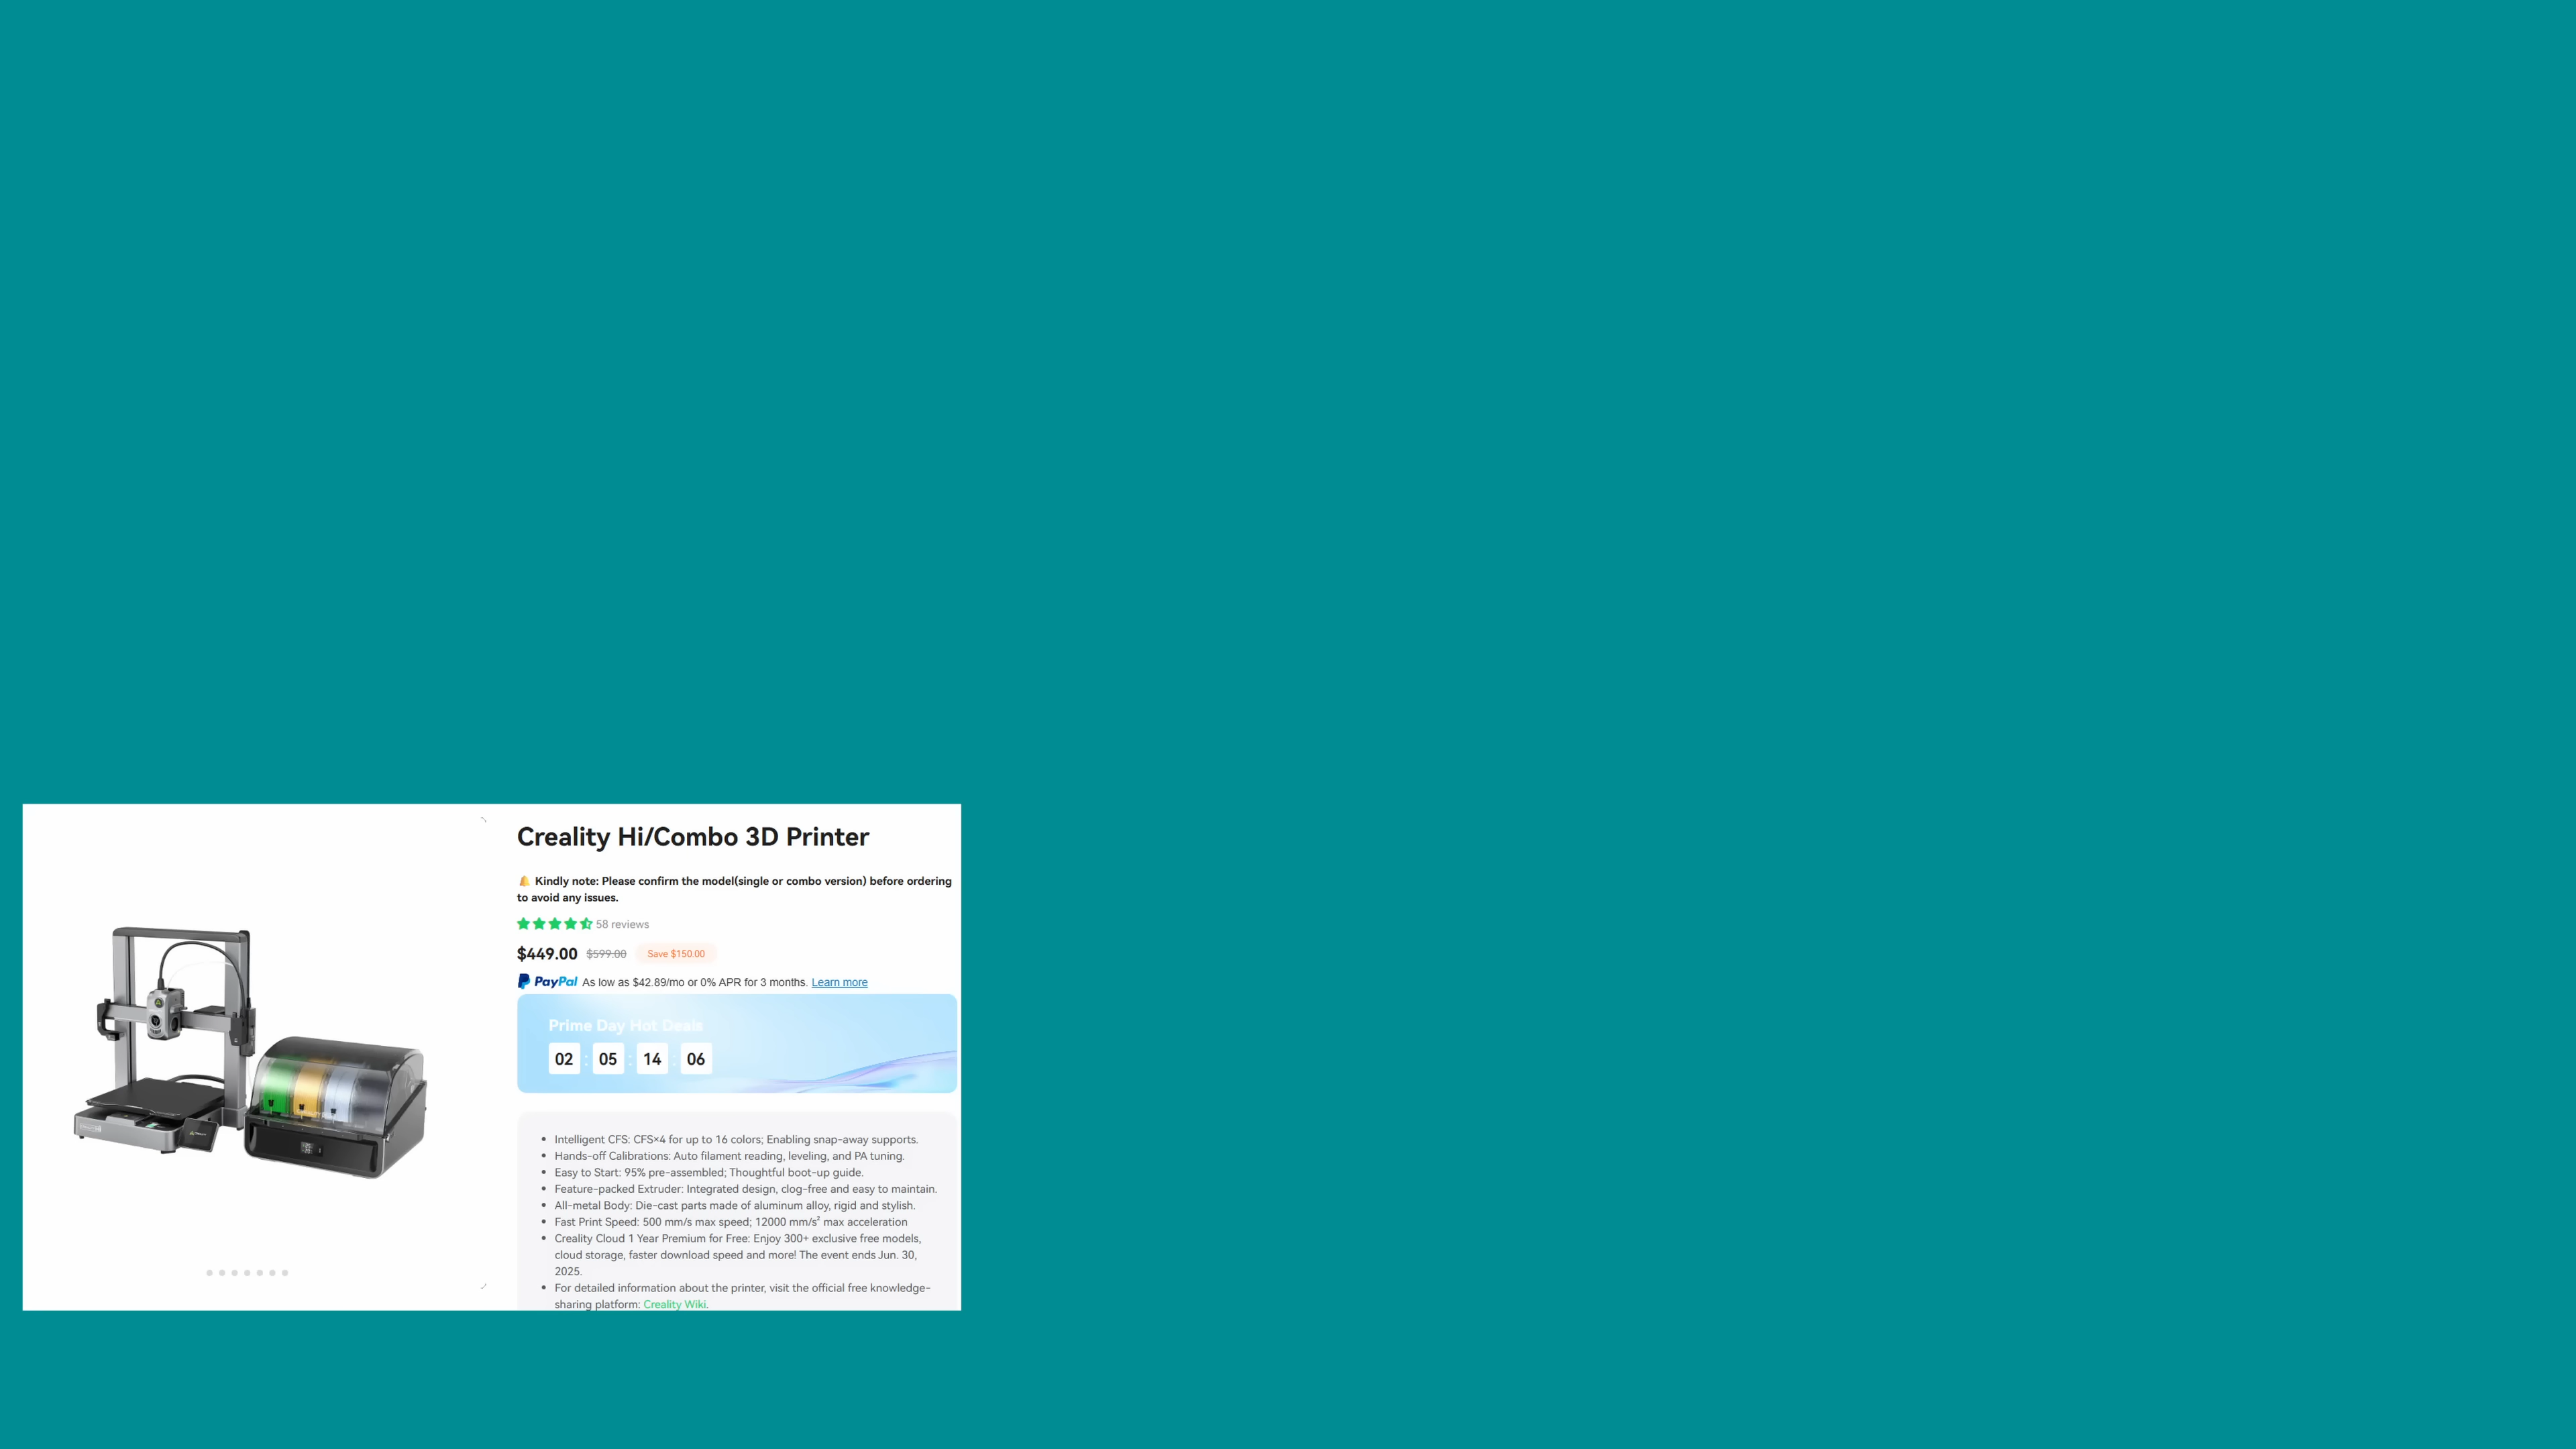 Creality Hi/Combo 3D Printer
Kindly note: Please confirm the model(single or combo version) before ordering
to avoid any issues.
58 reviews
$449.00 $599.00 Save $150.00
PayPal As low as $42.89/mo or 0% APR for 3 months. Learn more
Prime Day Hot Deals
02 : 05 : 14 : 06
• Intelligent CFS: CFS×4 for up to 16 colors; Enabling snap-away supports.
• Hands-off Calibrations: Auto filament reading, leveling, and PA tuning.
• Easy to Start: 95% pre-assembled; Thoughtful boot-up guide.
• Feature-packed Extruder: Integrated design, clog-free and easy to maintain.
• All-metal Body: Die-cast parts made of aluminum alloy, rigid and stylish.
• Fast Print Speed: 500 mm/s max speed; 12000 mm/s² max acceleration
• Creality Cloud 1 Year Premium for Free: Enjoy 300+ exclusive free models,
cloud storage, faster download speed and more! The event ends Jun. 30,
2025.
• For detailed information about the printer, visit the official free knowledge-
sharing platform: Creality Wiki.